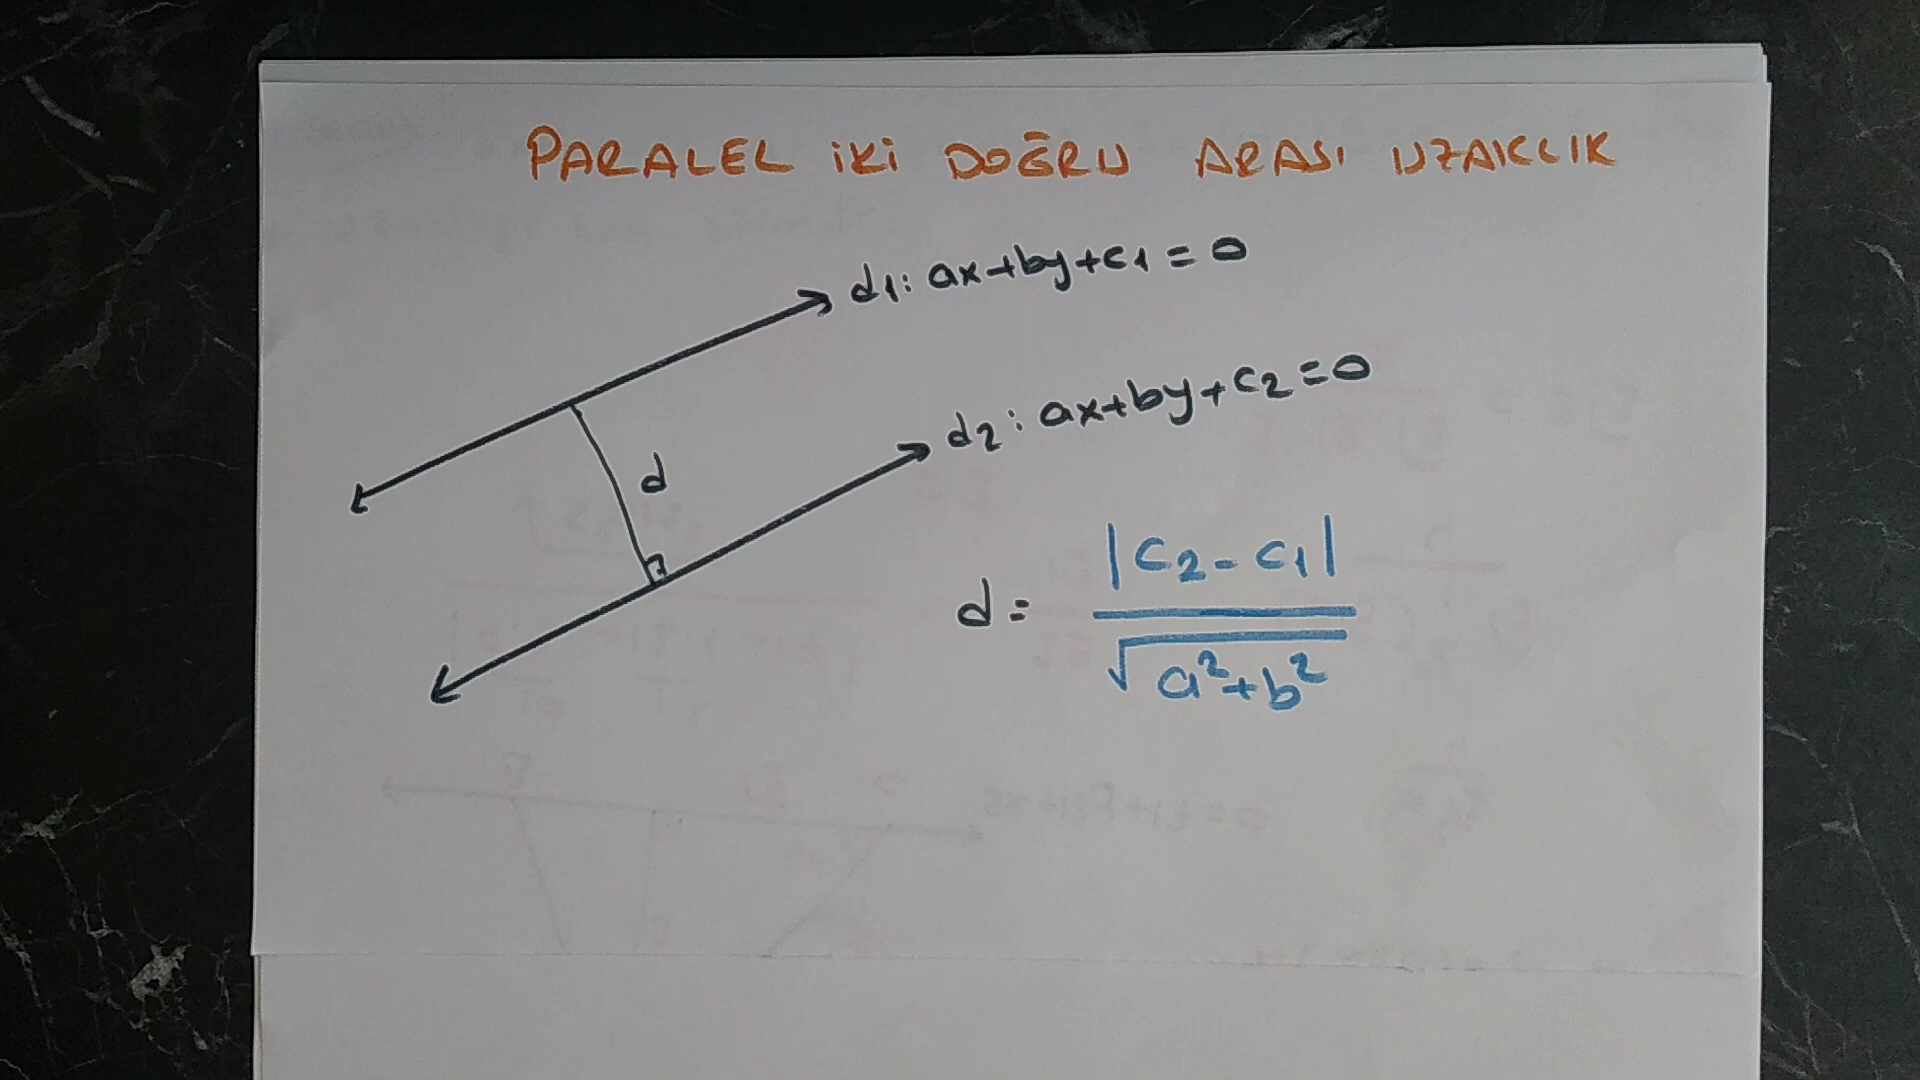 PARALEL İKİ DOĞRU ARASI UZAKLIK
d1: ax+by+c1=0
d2: ax+by+c2=0
d
d= |c2-c1|
√a²+b²